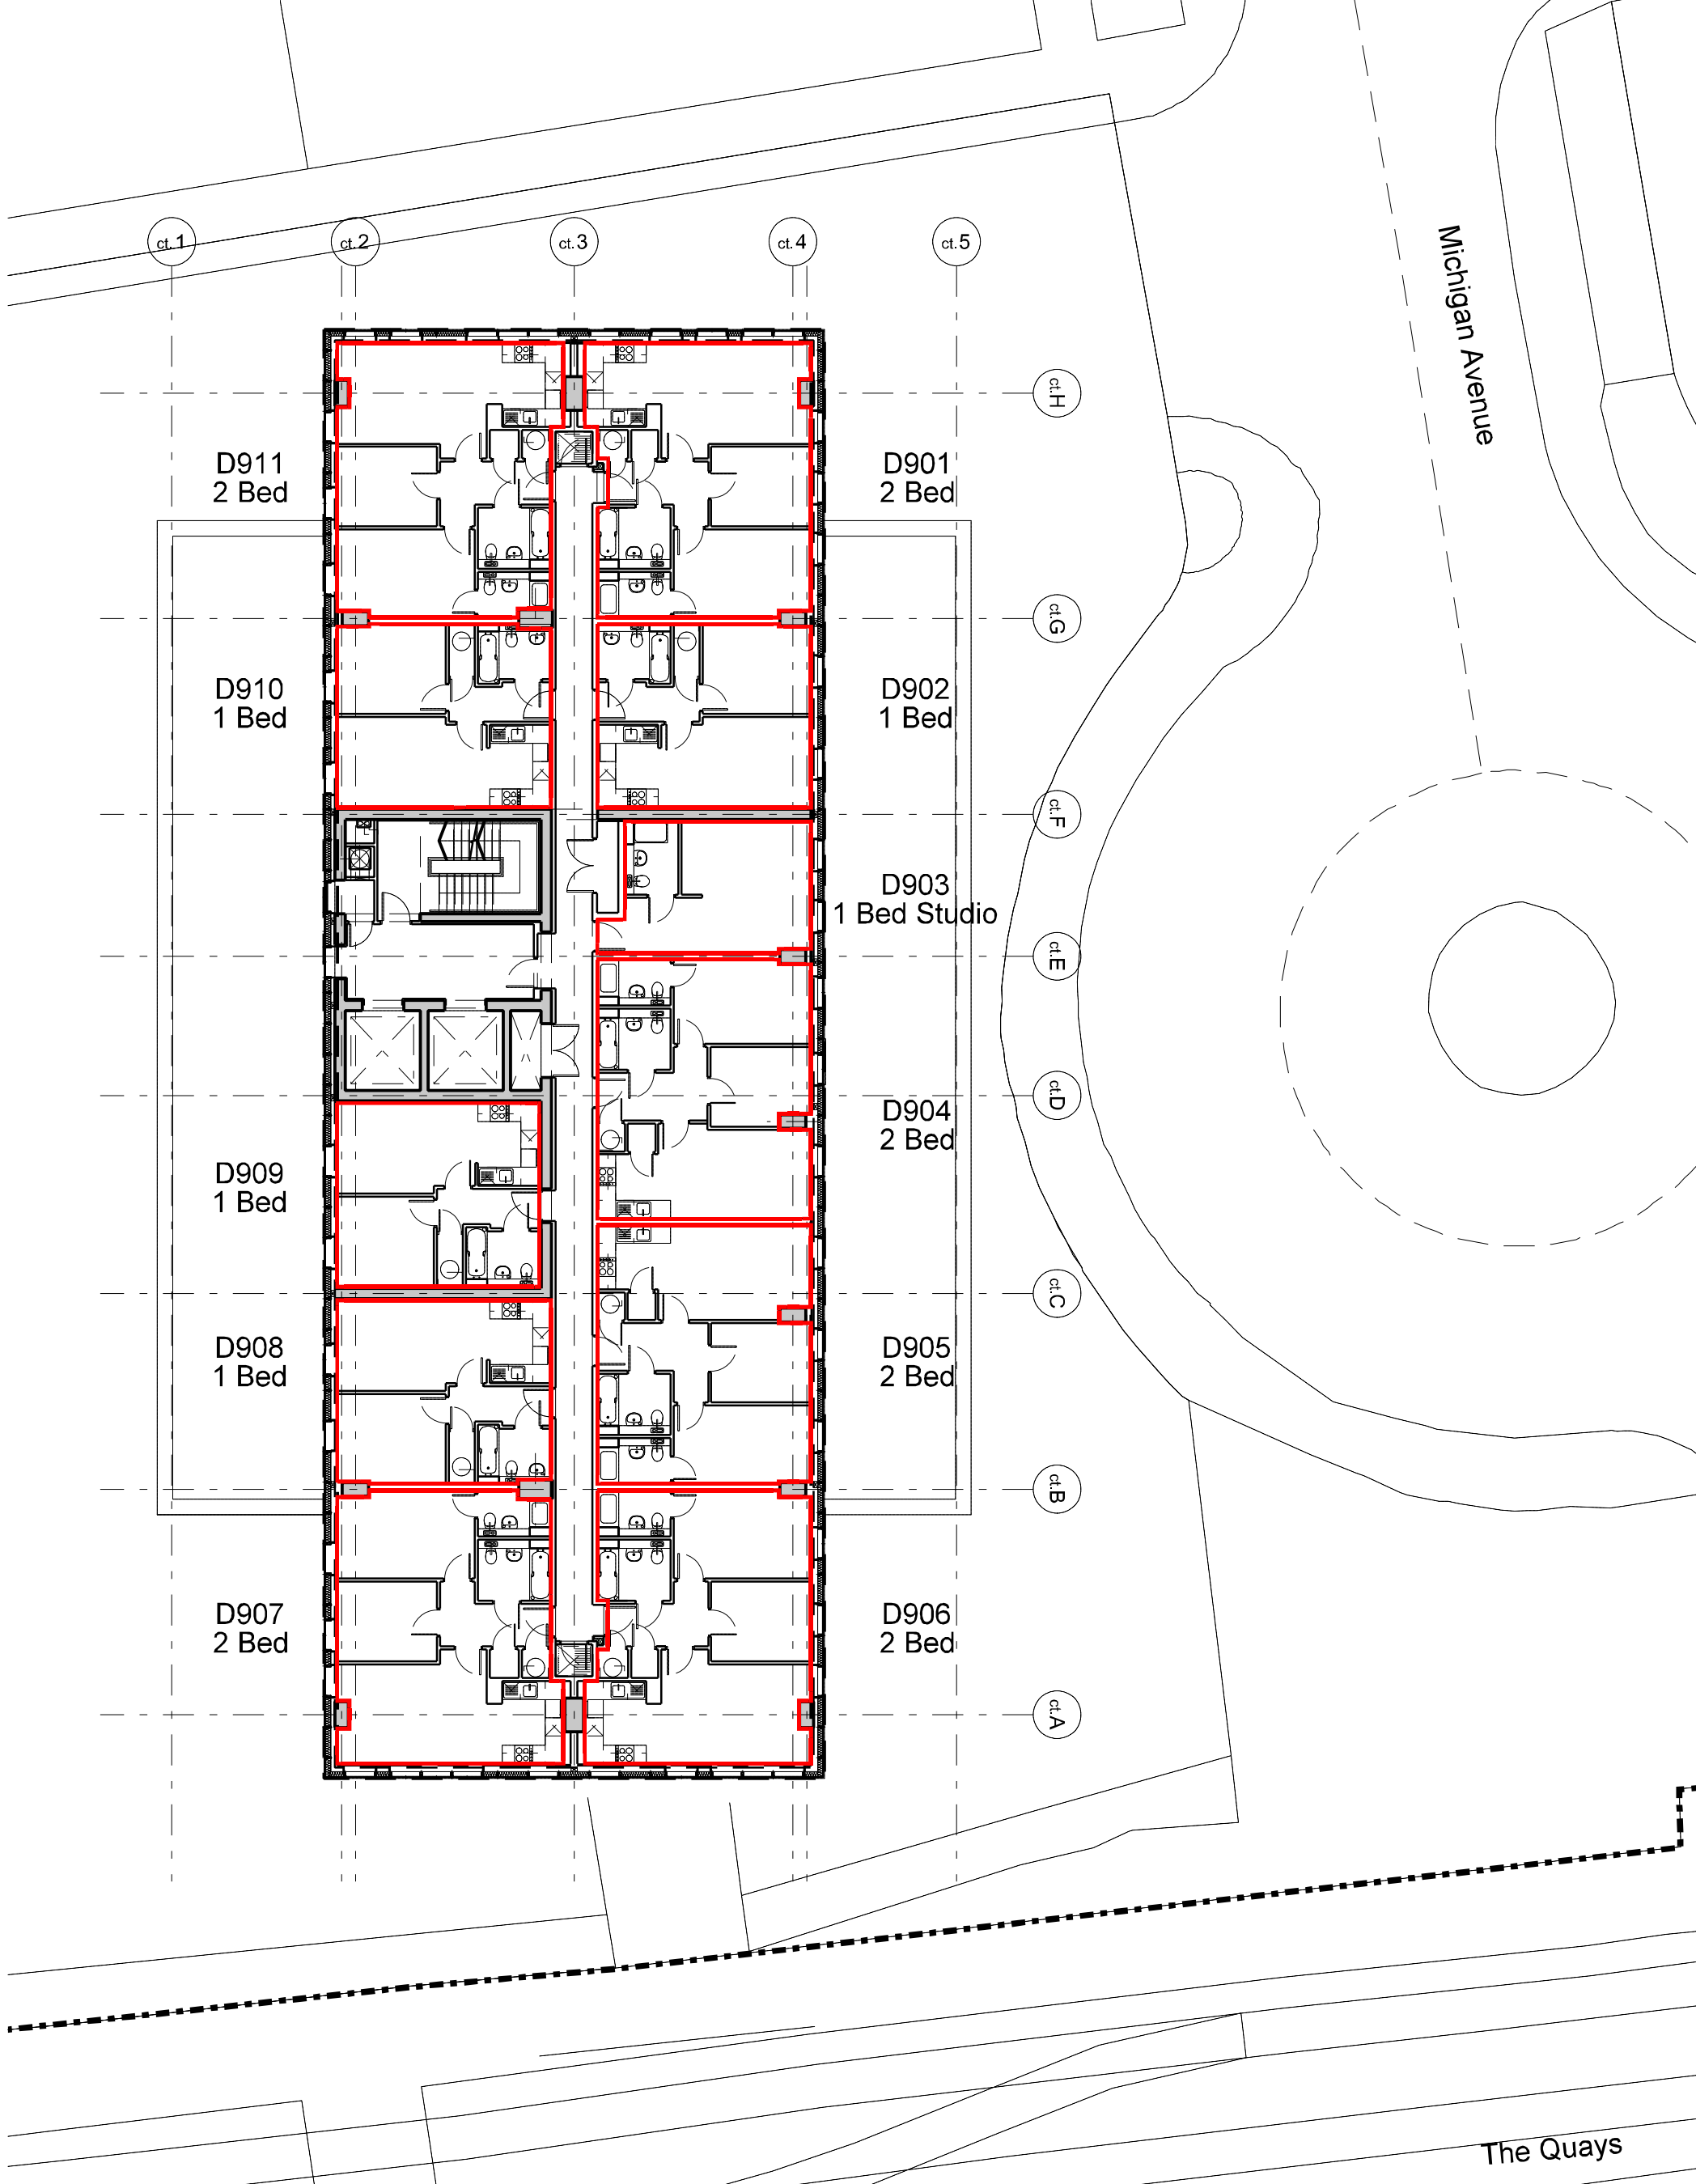 Michigan Avenue
ct.1
ct.2
ct.3
ct.4
ct.5
ct.H
D911
2 Bed
D901
2 Bed
ct.G
D910
1 Bed
D902
1 Bed
ct.F
D903
1 Bed Studio
ct.E
ct.D
D904
2 Bed
D909
1 Bed
ct.C
D908
1 Bed
D905
2 Bed
ct.B
D907
2 Bed
D906
2 Bed
ct.A
The Quays